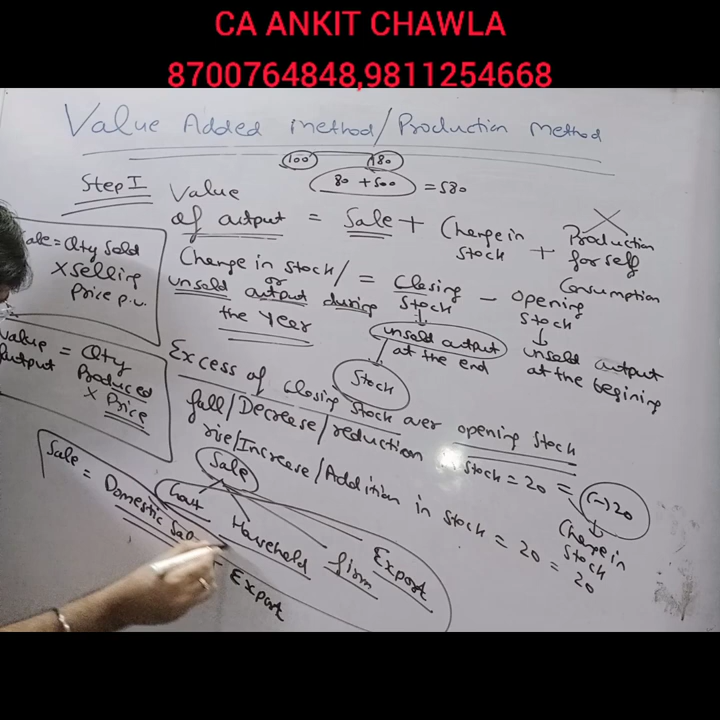 CA ANKIT CHAWLA
8700764848,9811254668
Value Added Method/Production Method
100 180
80 + 500 = 580
Step I
Value of output = Sale + Change in Stock + Production for self Consumption
Change in Stock / or unsold output during the year = Closing Stock - Opening Stock
unsold output at the end
unsold output at the begining
Stock
ale = Qty Sold
X selling
Price p.u.
Value
output = Qty
Produced
X Price
Excess of closing stock over opening stock
fall/Decrease/reduction in stock = 20 = (-) 20
rise/Increase/Addition in stock = 20 = 20
Change in
Stock
Sale
Govt Household firm Export
Sale = Domestic Sal + Export